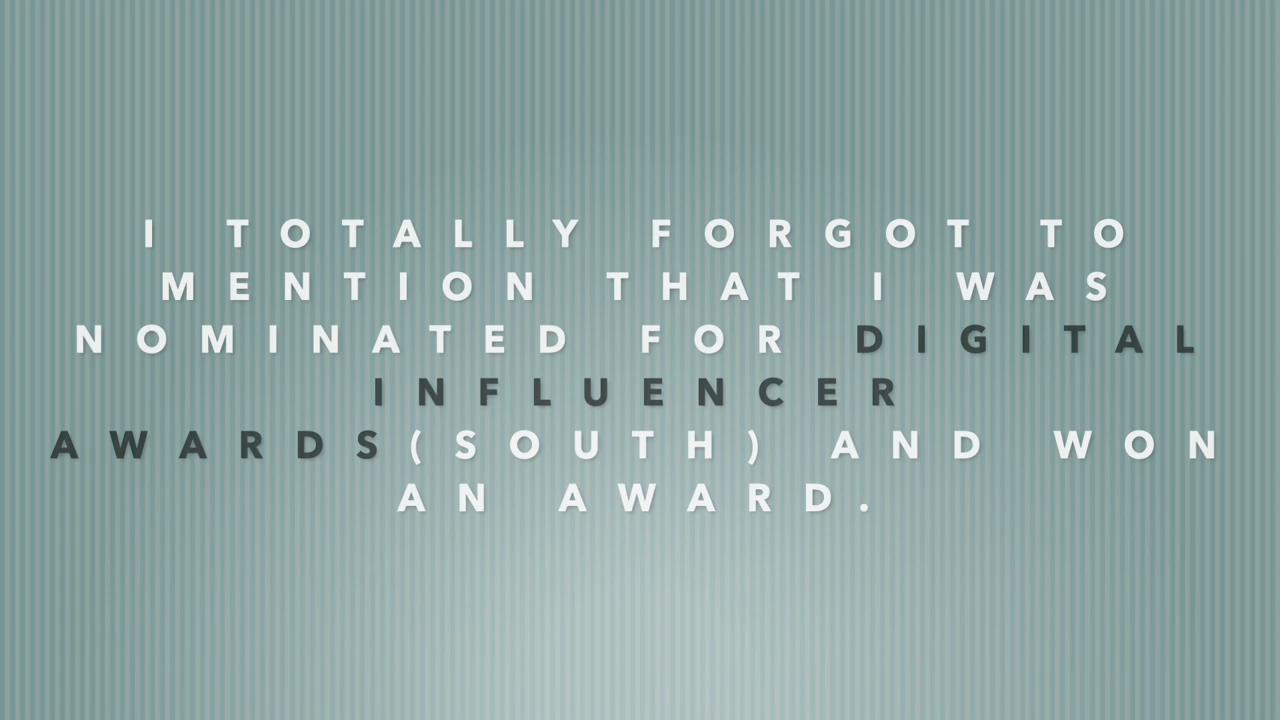 I TOTALLY FORGOT TO
MENTION THAT I WAS
NOMINATED FOR DIGITAL
INFLUENCER
AWARDS(SOUTH) AND WON
AN AWARD.